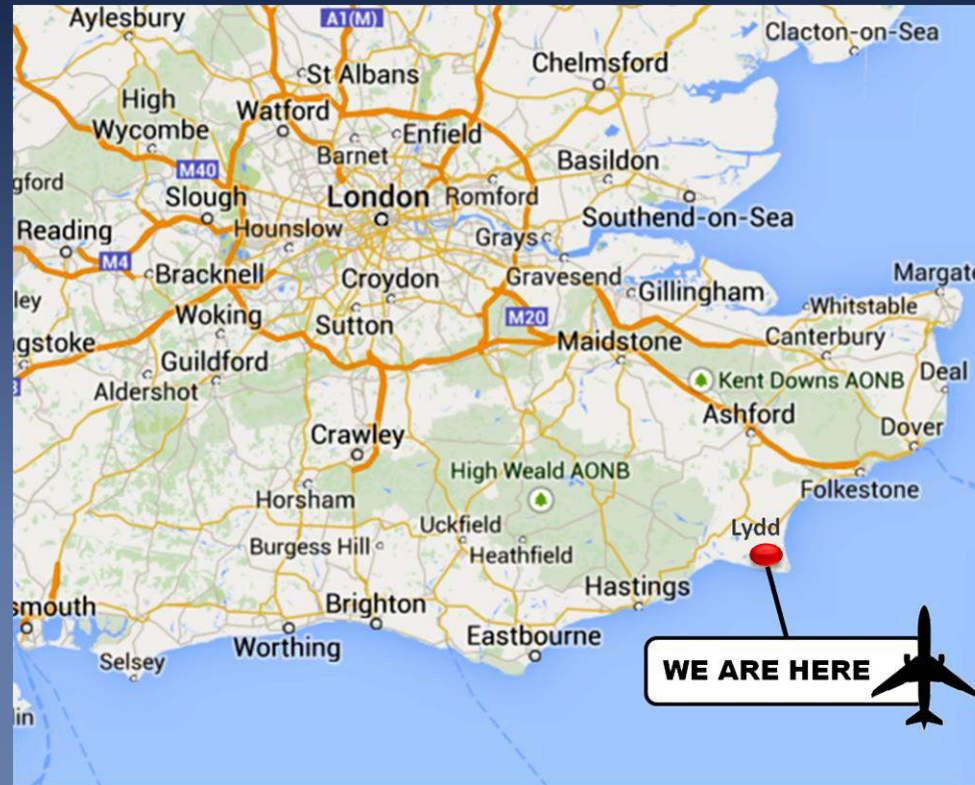 Aylesbury
A1(M)
Clacton-on-Sea
St Albans
Chelmsford
High
Wycombe
Watford
Enfield
Barnet
Basildon
M40
gford
Slough
London
Romford
Southend-on-Sea
Reading
Hounslow
Grays
M4
Bracknell
Croydon
Gravesend
Gillingham
Margate
ley
Whitstable
Woking
Sutton
M20
gstoke
Maidstone
Canterbury
Guildford
Aldershot
Kent Downs AONB
Deal
Ashford
Crawley
Dover
High Weald AONB
Horsham
Folkestone
Uckfield
Lydd
Burgess Hill
Heathfield
Hastings
smouth
Brighton
Worthing
Eastbourne
Selsey
WE ARE HERE
lin